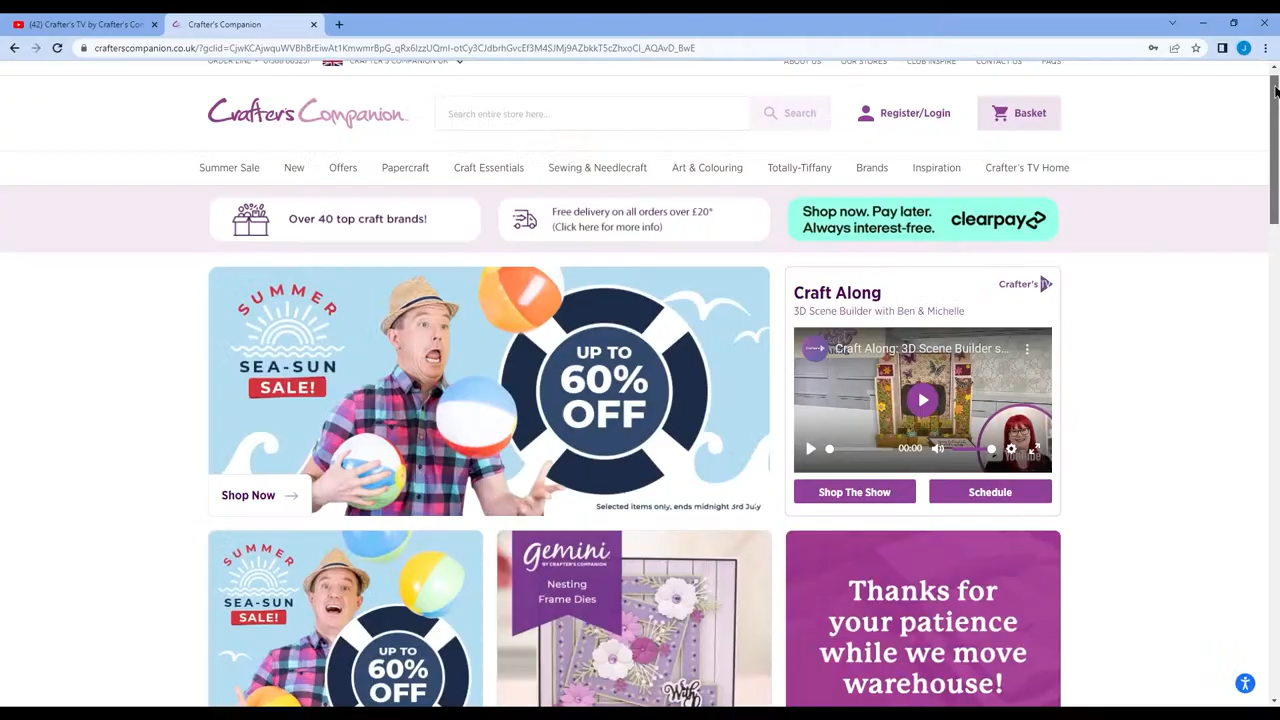 (42) Crafter's TV by Crafter's Co
Crafter's Companion
ABOUT US OUR STORES CLUB INSPIRE CONTACT US FAQS
CRAFTER'S COMPANION UK
Crafter's Companion
Search entire store here...
Search
Register/Login
Basket
Summer Sale New Offers Papercraft Craft Essentials Sewing & Needlecraft Art & Colouring Totally-Tiffany Brands Inspiration Crafter's TV Home
Over 40 top craft brands!
Free delivery on all orders over £20*
(Click here for more info)
Shop now. Pay later.
Always interest-free.
clearpay
SUMMER
SEA-SUN
SALE!
UP TO
60%
OFF
Shop Now
Selected items only, ends midnight 3rd July
Crafter's TV
Craft Along
3D Scene Builder with Ben & Michelle
Craft Along: 3D Scene Builder s...
00:00
YouTube
Shop The Show
Schedule
SUMMER
SEA-SUN
SALE!
UP TO
60%
OFF
gemini
BY CRAFTER'S COMPANION
Nesting
Frame Dies
With
Thanks for
your patience
while we move
warehouse!